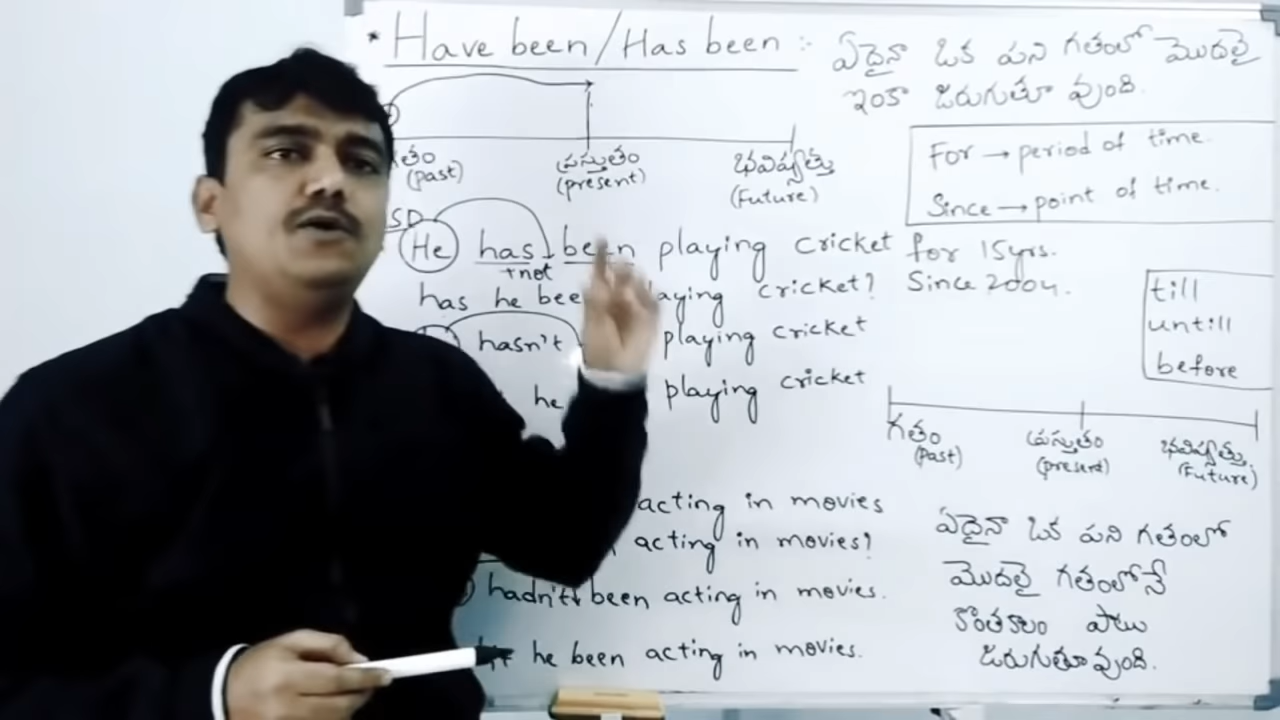 * Have been / Has been :-
ఏదైనా ఒక పని గతంలో మొదలై
ఇంకా జరుగుతూ వుంది.
ప్రస్తుతం
భవిష్యత్తు
(past)
(present)
(Future)
For → period of time.
Since → point of time.
He has been playing cricket for 15yrs.
+not
has he been playing cricket? Since 2004.
hasn't playing cricket
he playing cricket
till
untill
before
గతం
ప్రస్తుతం
భవిష్యత్తు
(past)
(present)
(Future)
acting in movies
acting in movies?
hadn't been acting in movies.
he been acting in movies.
ఏదైనా ఒక పని గతంలో
మొదలై గతంలోనే
కొంతకాలం పాటు
జరుగుతూ వుంది.